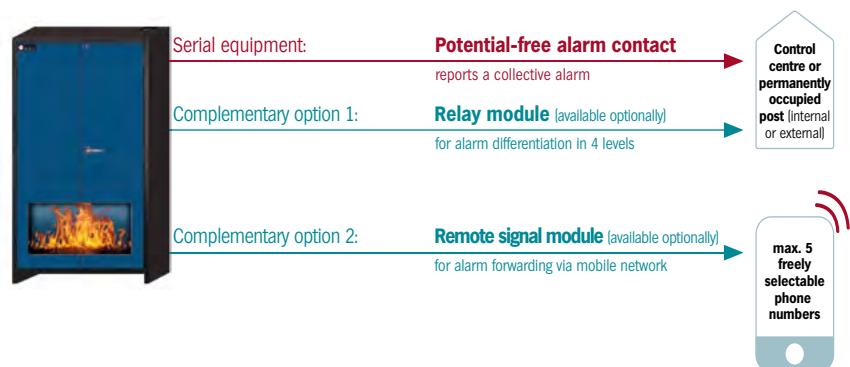 Serial equipment: Potential-free alarm contact
reports a collective alarm
Complementary option 1: Relay module (available optionally)
for alarm differentiation in 4 levels
Control
centre or
permanently
occupied
post (internal
or external)
Complementary option 2: Remote signal module (available optionally)
for alarm forwarding via mobile network
max. 5
freely
selectable
phone
numbers